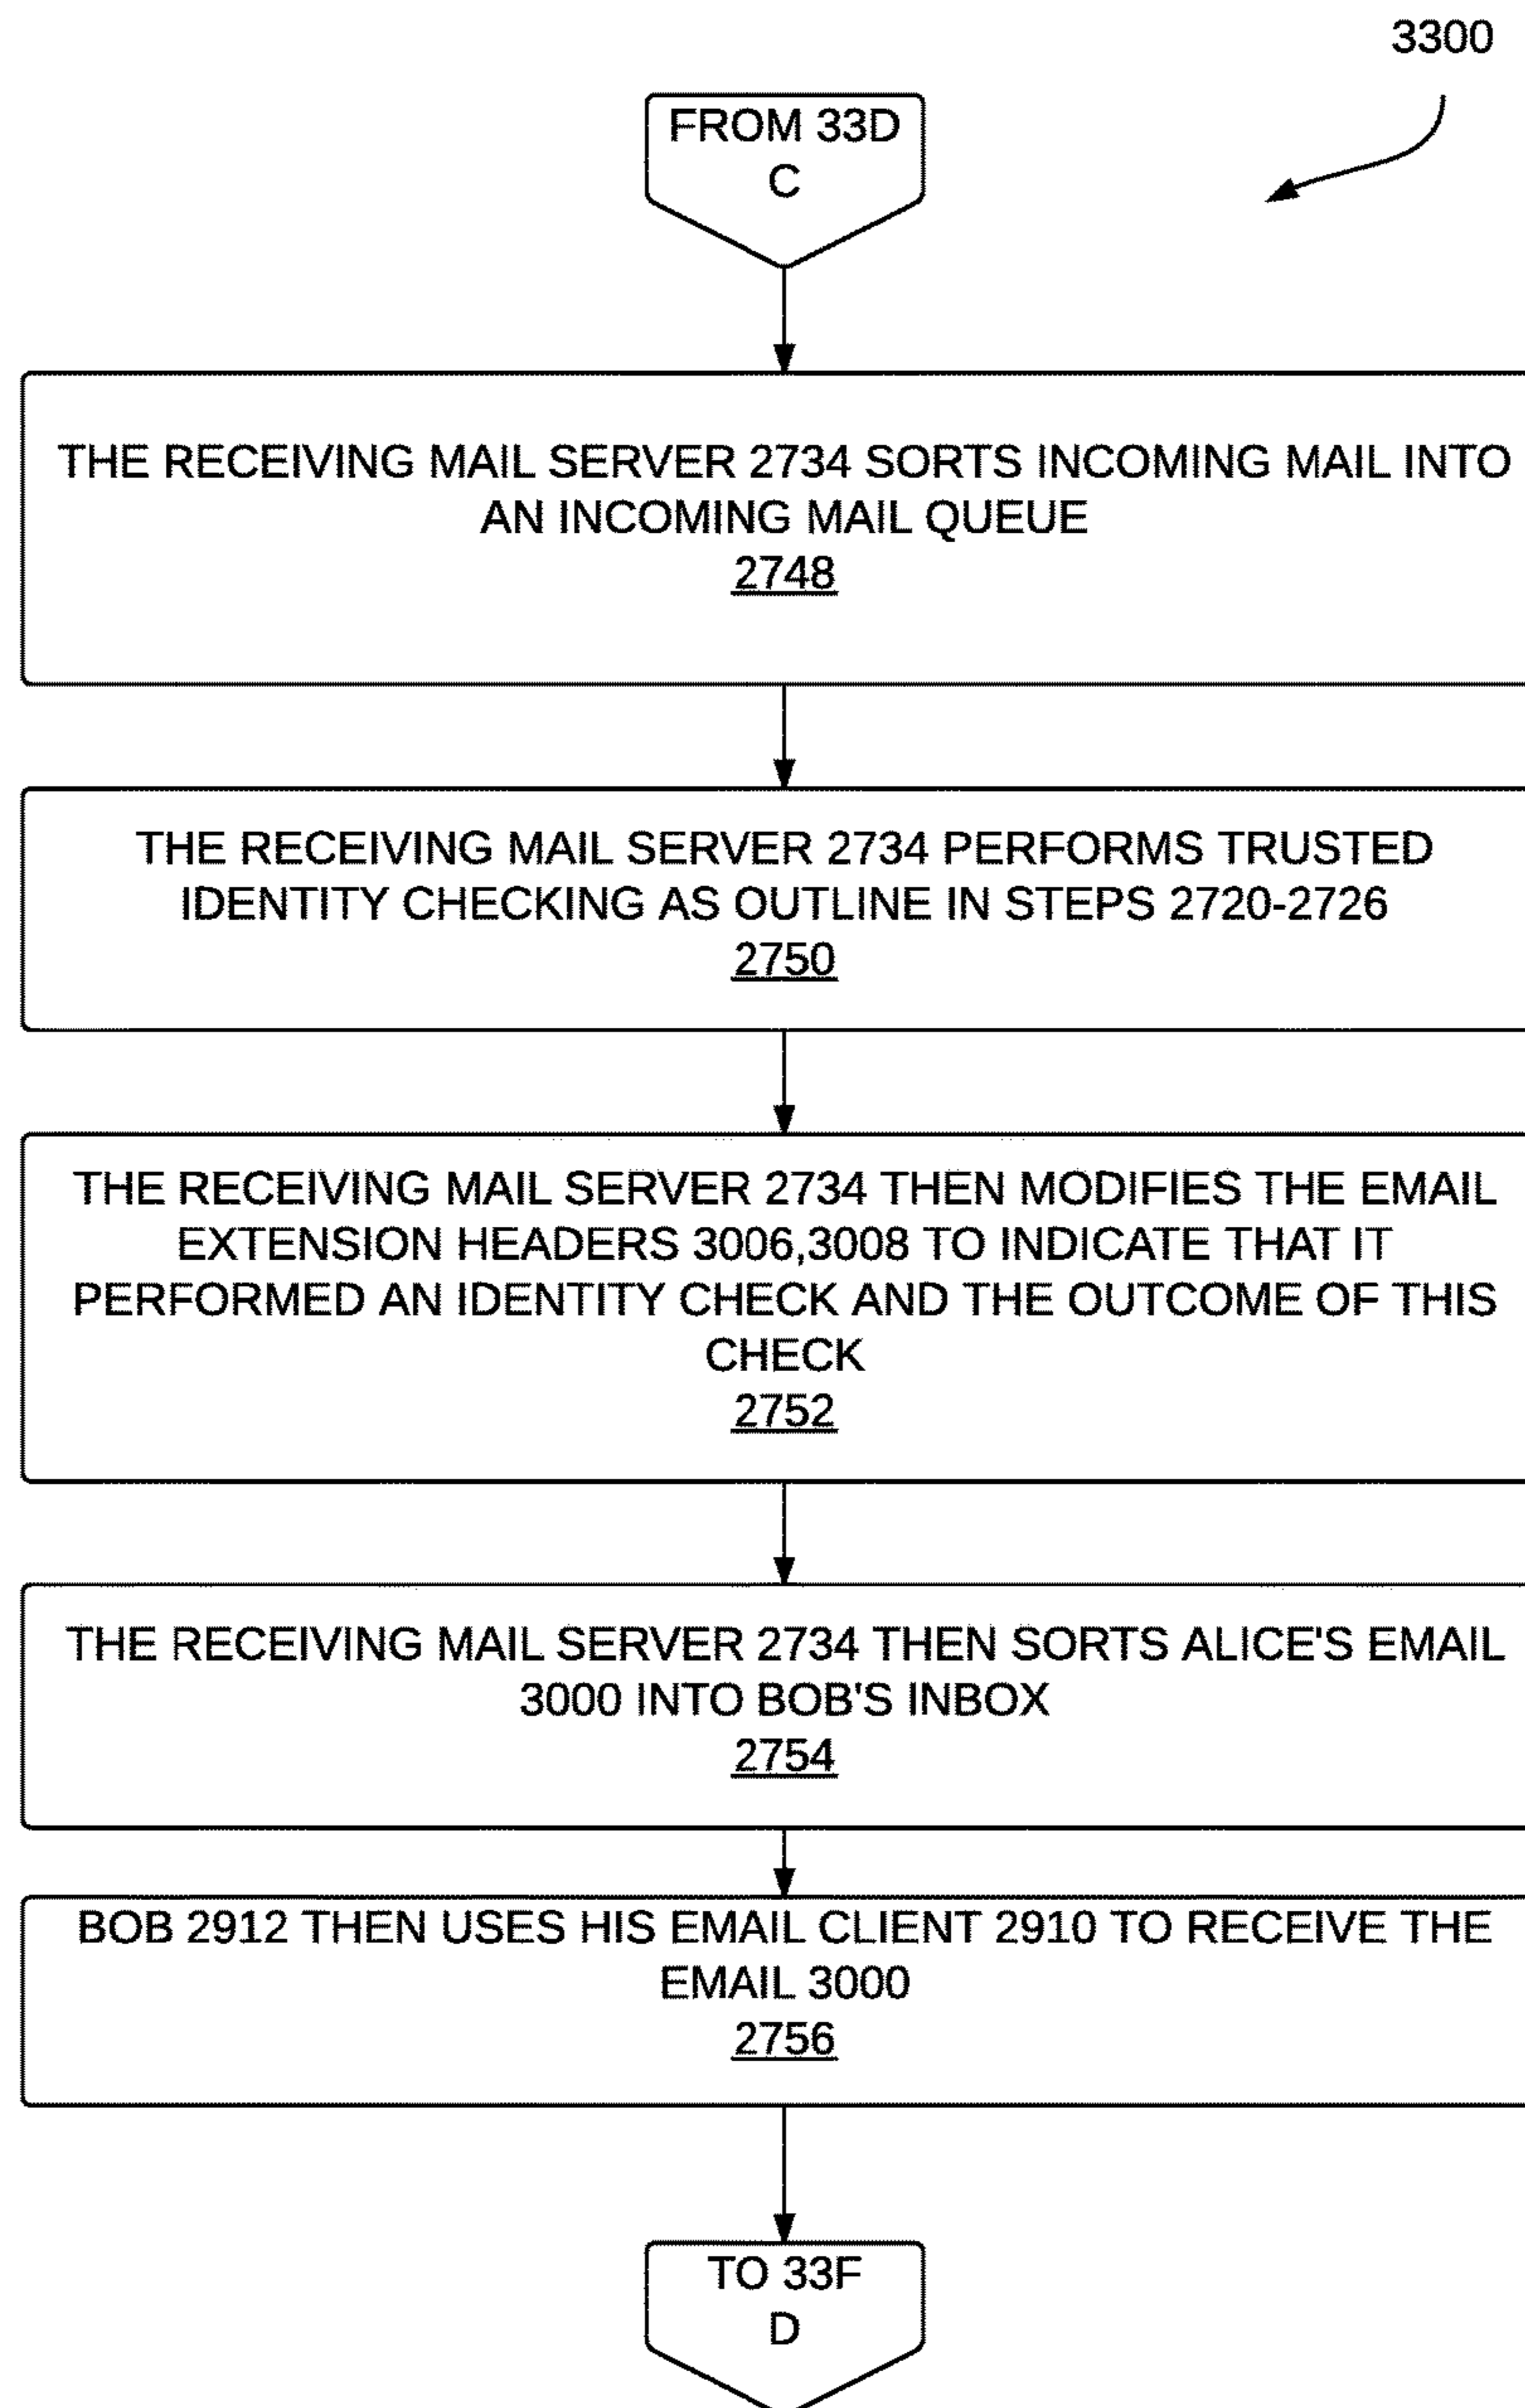 3300
FROM 33D
C
THE RECEIVING MAIL SERVER 2734 SORTS INCOMING MAIL INTO
AN INCOMING MAIL QUEUE
2748
THE RECEIVING MAIL SERVER 2734 PERFORMS TRUSTED
IDENTITY CHECKING AS OUTLINE IN STEPS 2720-2726
2750
THE RECEIVING MAIL SERVER 2734 THEN MODIFIES THE EMAIL
EXTENSION HEADERS 3006,3008 TO INDICATE THAT IT
PERFORMED AN IDENTITY CHECK AND THE OUTCOME OF THIS
CHECK
2752
THE RECEIVING MAIL SERVER 2734 THEN SORTS ALICE'S EMAIL
3000 INTO BOB'S INBOX
2754
BOB 2912 THEN USES HIS EMAIL CLIENT 2910 TO RECEIVE THE
EMAIL 3000
2756
TO 33F
D